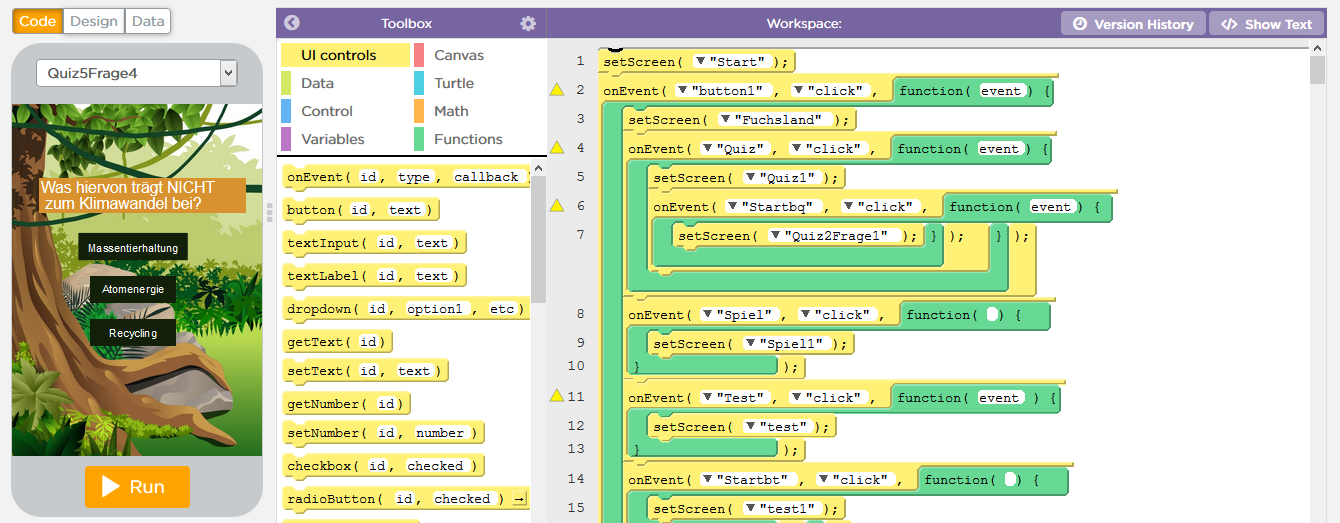 Code Design Data
Toolbox
Workspace:
Version History
</> Show Text
Quiz5Frage4
Was hiervon trägt NICHT
zum Klimawandel bei?
Massentierhaltung
Atomenergie
Recycling
Run
UI controls Canvas
Data Turtle
Control Math
Variables Functions
onEvent( id, type, callback )
button( id, text)
textInput( id, text)
textLabel( id, text)
dropdown( id, option1, etc)
getText( id)
setText( id, text)
getNumber( id)
setNumber( id, number)
checkbox( id, checked)
radioButton( id, checked)
1 setScreen( "Start" );
2 onEvent( "button1" , "click" , function( event) {
3 setScreen( "Fuchsland" );
4 onEvent( "Quiz" , "click" , function( event) {
5 setScreen( "Quiz1" );
6 onEvent( "Startbq" , "click" , function( event) {
7 setScreen( "Quiz2Frage1" ); } ); } );
8 onEvent( "Spiel" , "click" , function( ) {
9 setScreen( "Spiel1" );
10 } );
11 onEvent( "Test" , "click" , function( event ) {
12 setScreen( "test" );
13 } );
14 onEvent( "Startbt" , "click" , function( ) {
15 setScreen( "test1" );